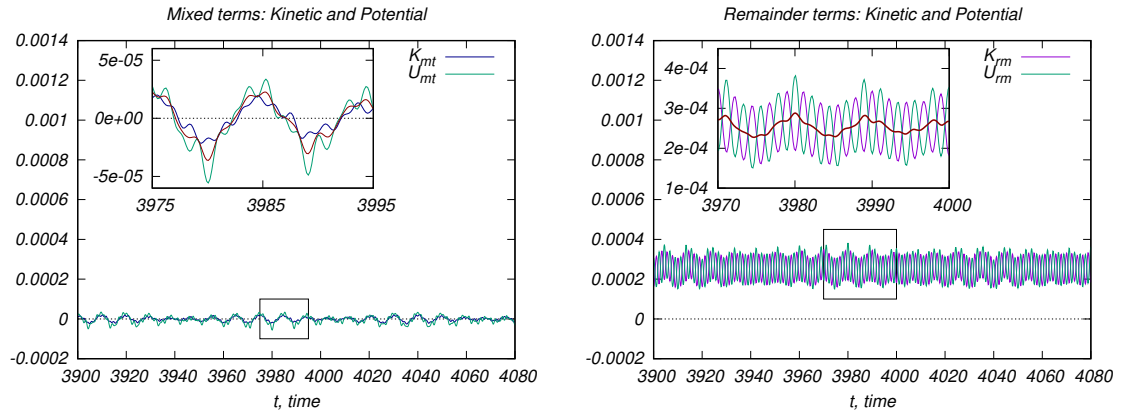 Mixed terms: Kinetic and Potential
0.0014
0.0012
0.001
0.0008
0.0006
0.0004
0.0002
0
-0.0002
3900 3920 3940 3960 3980 4000 4020 4040 4060 4080
t, time
K_mt
U_mt
5e-05
0e+00
-5e-05
3975 3985 3995
Remainder terms: Kinetic and Potential
0.0014
0.0012
0.001
0.0008
0.0006
0.0004
0.0002
0
-0.0002
3900 3920 3940 3960 3980 4000 4020 4040 4060 4080
t, time
K_rm
U_rm
4e-04
3e-04
2e-04
1e-04
3970 3980 3990 4000